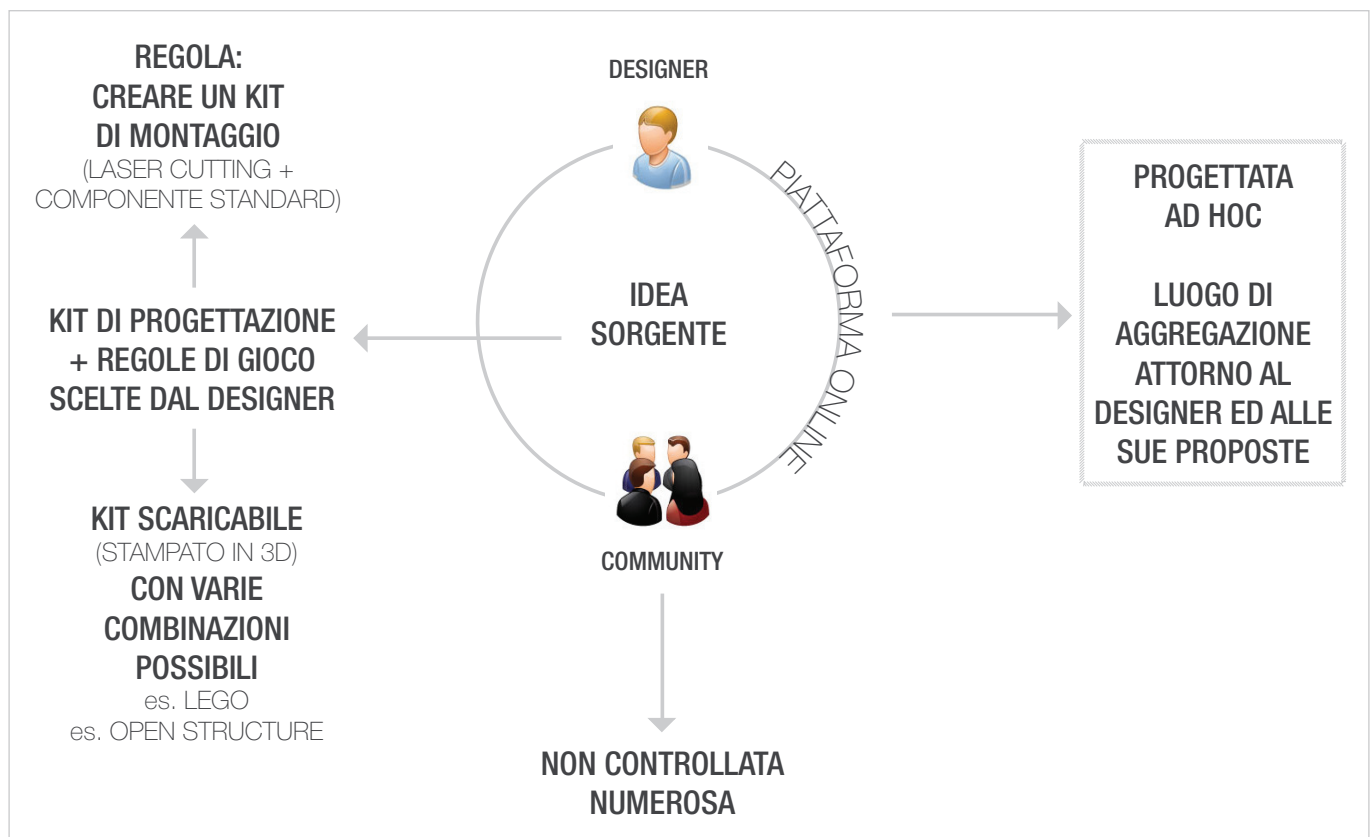 REGOLA:
CREARE UN KIT
DI MONTAGGIO
(LASER CUTTING +
COMPONENTE STANDARD)
KIT DI PROGETTAZIONE
+ REGOLE DI GIOCO
SCELTE DAL DESIGNER
KIT SCARICABILE
(STAMPATO IN 3D)
CON VARIE
COMBINAZIONI
POSSIBILI
es. LEGO
es. OPEN STRUCTURE
DESIGNER
IDEA
SORGENTE
PIATTAFORMA ONLINE
COMMUNITY
NON CONTROLLATA
NUMEROSA
PROGETTATA
AD HOC
LUOGO DI
AGGREGAZIONE
ATTORNO AL
DESIGNER ED ALLE
SUE PROPOSTE